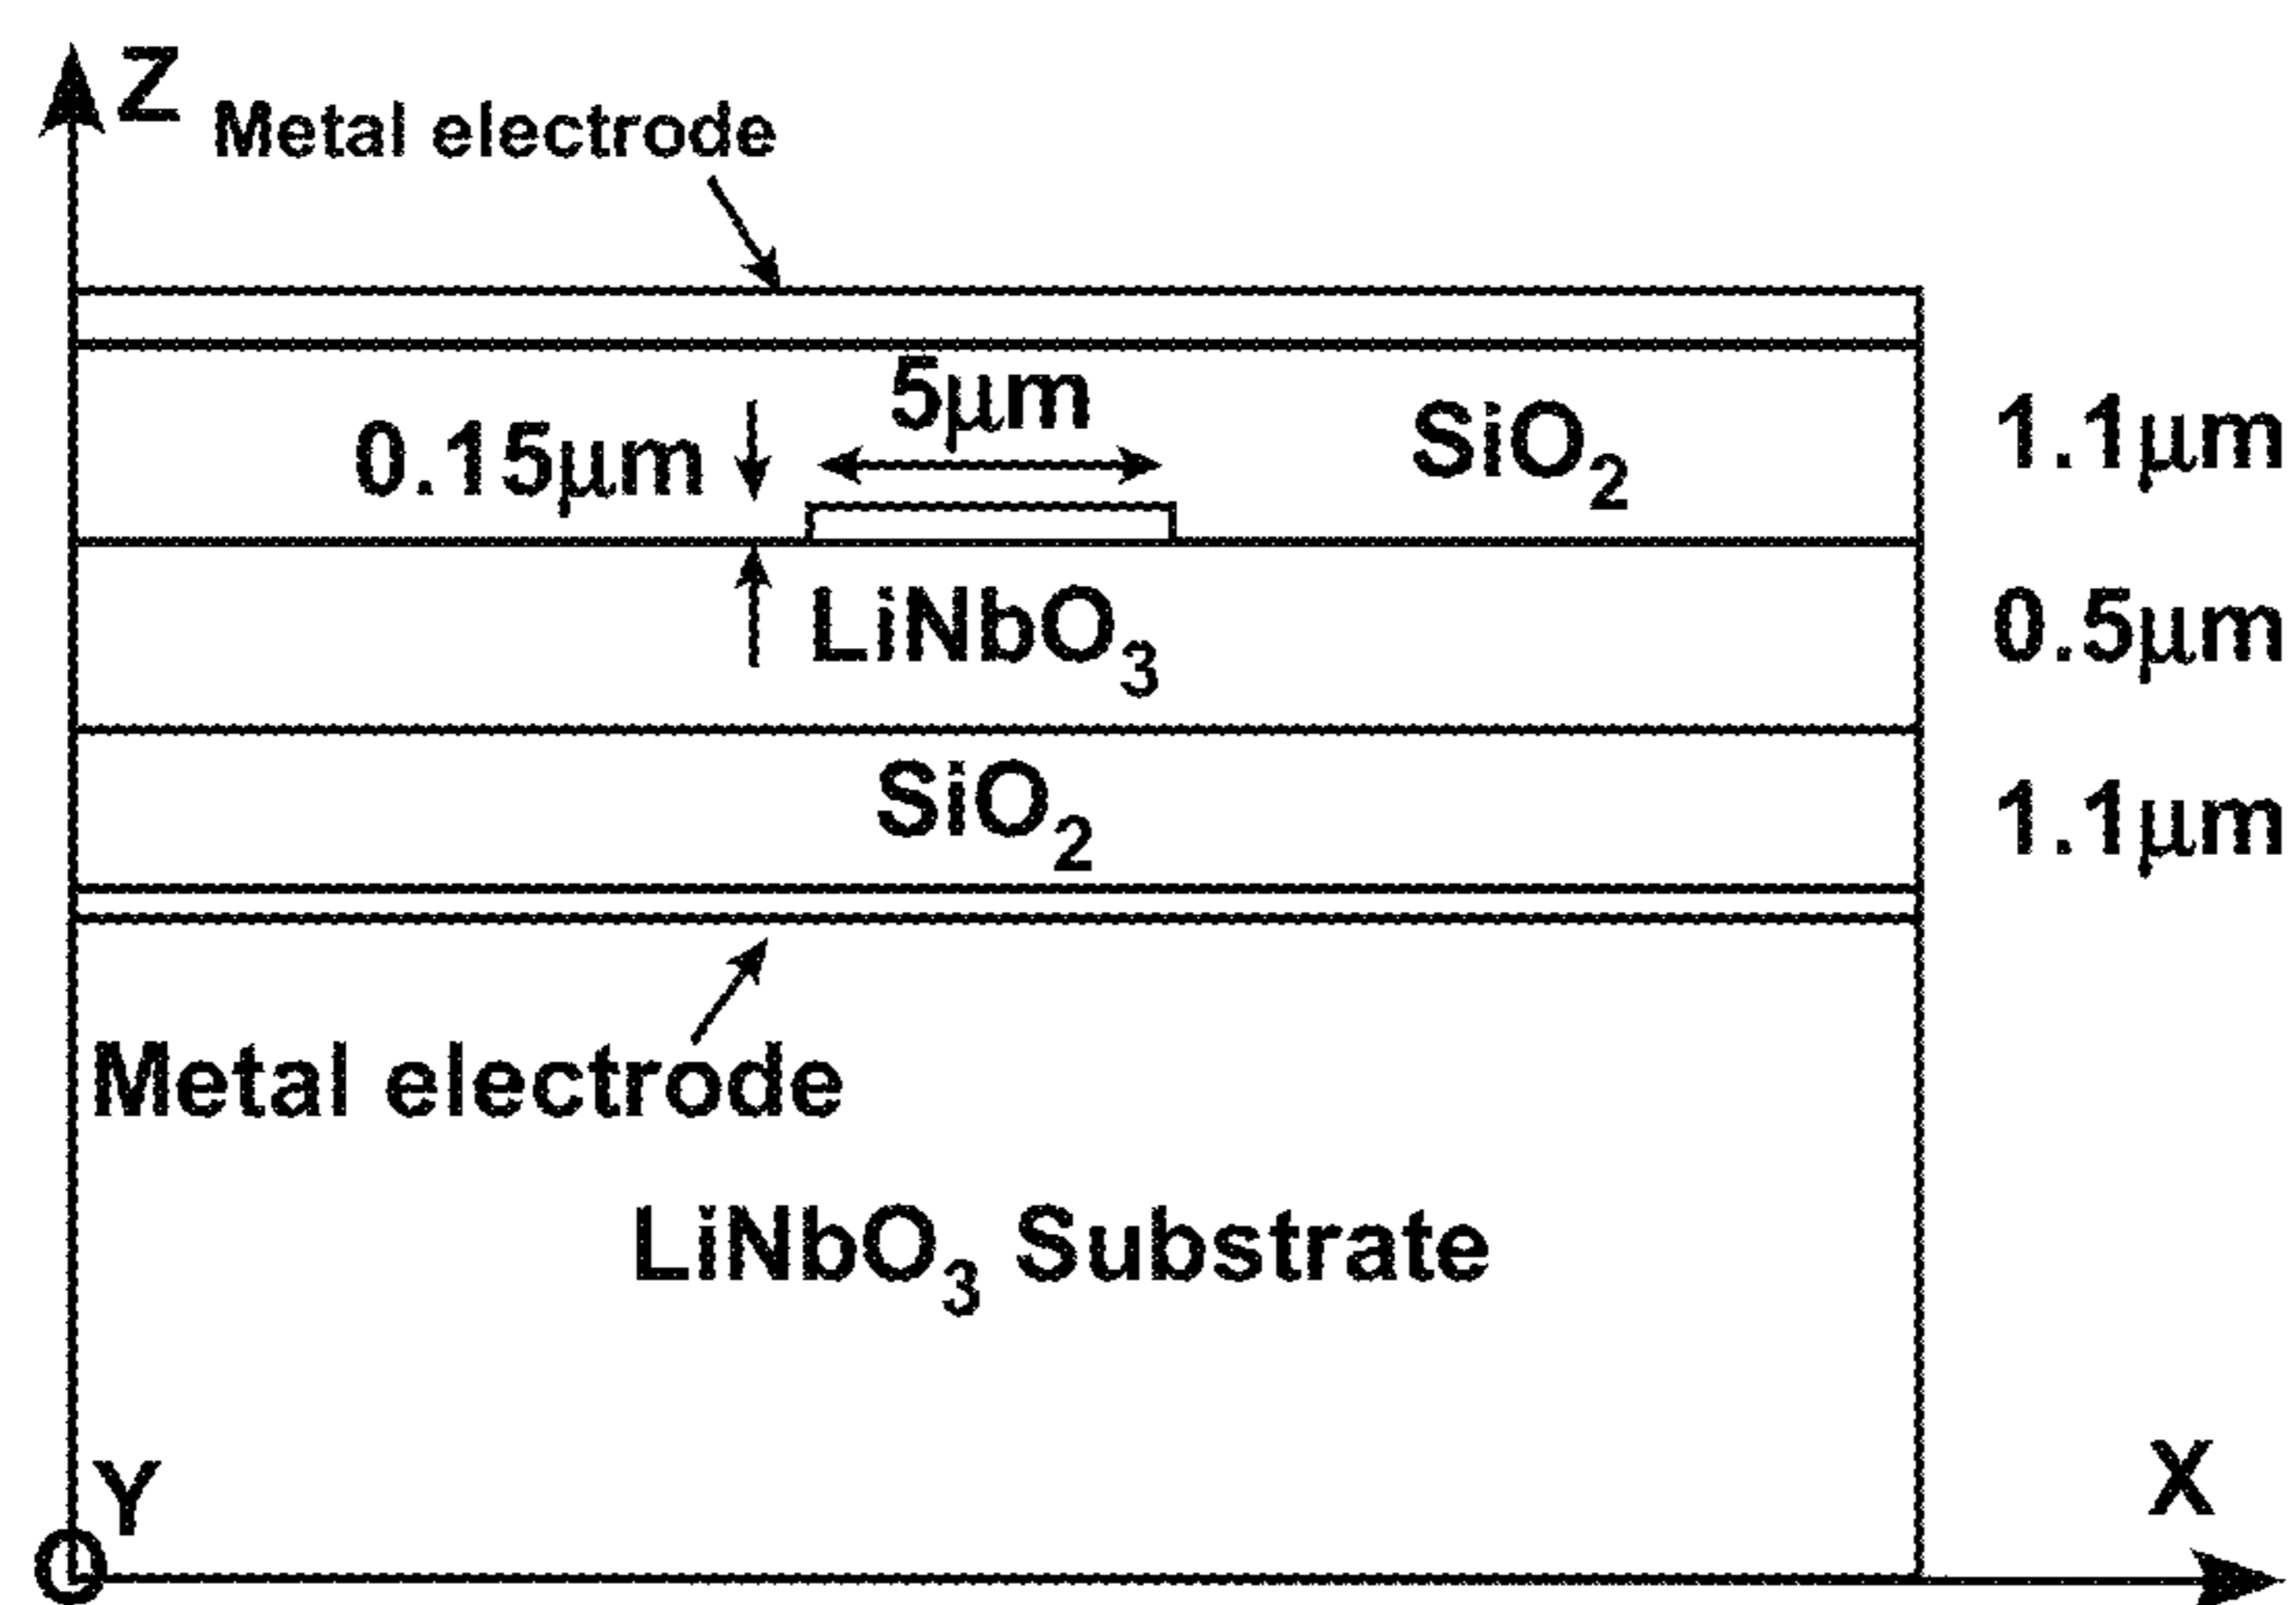 Z
Metal electrode
5μm
0.15μm
SiO₂
1.1μm
LiNbO₃
0.5μm
SiO₂
1.1μm
Metal electrode
LiNbO₃ Substrate
Y
X